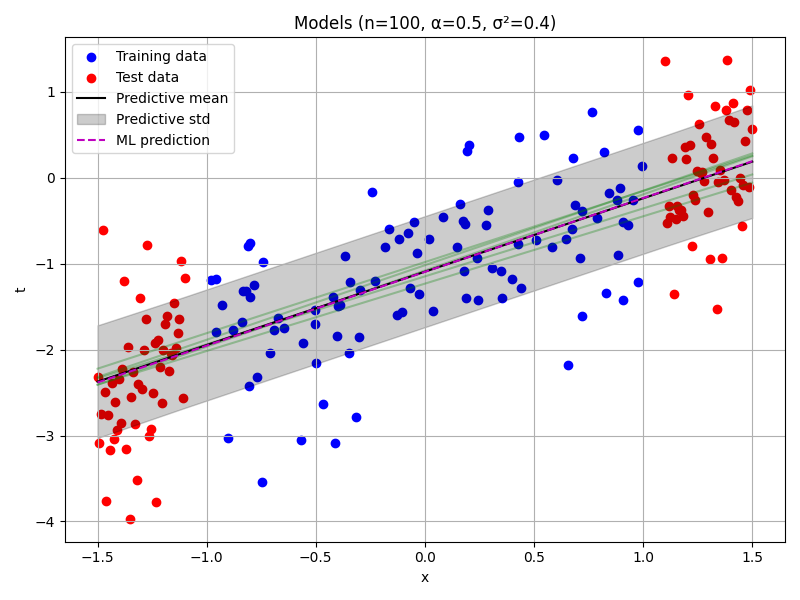 Models (n=100, α=0.5, σ²=0.4)
Training data
Test data
Predictive mean
Predictive std
ML prediction
t
1
0
−1
−2
−3
−4
−1.5 −1.0 −0.5 0.0 0.5 1.0 1.5
x